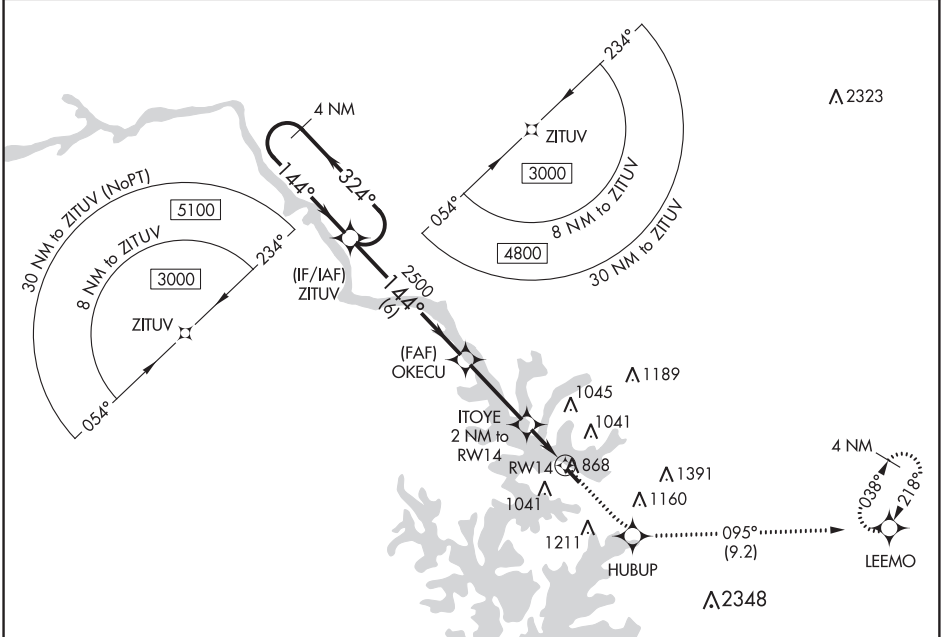 4 NM
144°
324°
(IF/IAF)
ZITUV
2500
144°
(6)
(FAF)
OKECU
ITOYE
2 NM to
RW14
RW14
868
1045
1041
1189
1041
1391
1160
1211
HUBUP
095°
(9.2)
4 NM
038°
218°
LEEMO
2348
2323
30 NM to ZITUV (NoPT)
5100
8 NM to ZITUV
3000
234°
ZITUV
054°
234°
ZITUV
3000
054°
8 NM to ZITUV
4800
30 NM to ZITUV